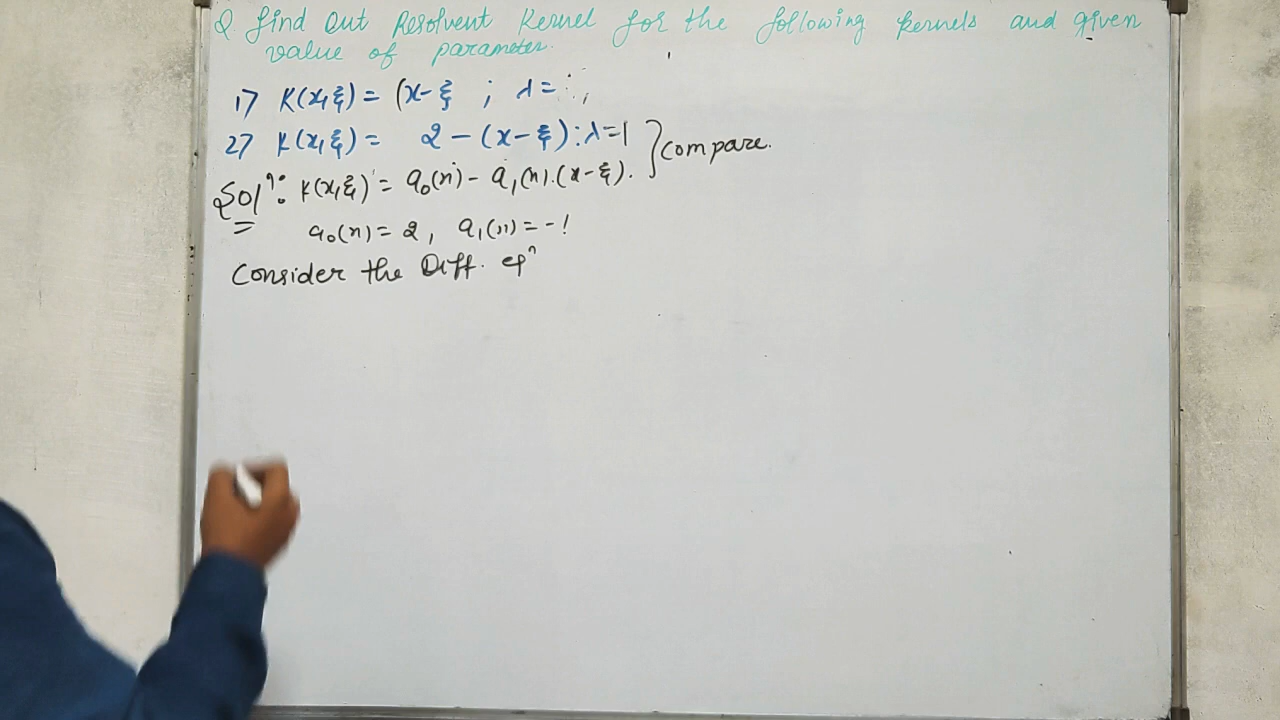 Q find out Resolvent Kernel for the following kernels and given
value of parameter.
1> K(x,ξ) = (x-ξ ; λ=
2> K(x,ξ) = 2 - (x-ξ) : λ=1 } compare.
Solⁿ: K(x,ξ) = a₀(x) - a₁(x).(x-ξ).
a₀(x) = 2, a₁(x) = -1
Consider the Diff. eqⁿ